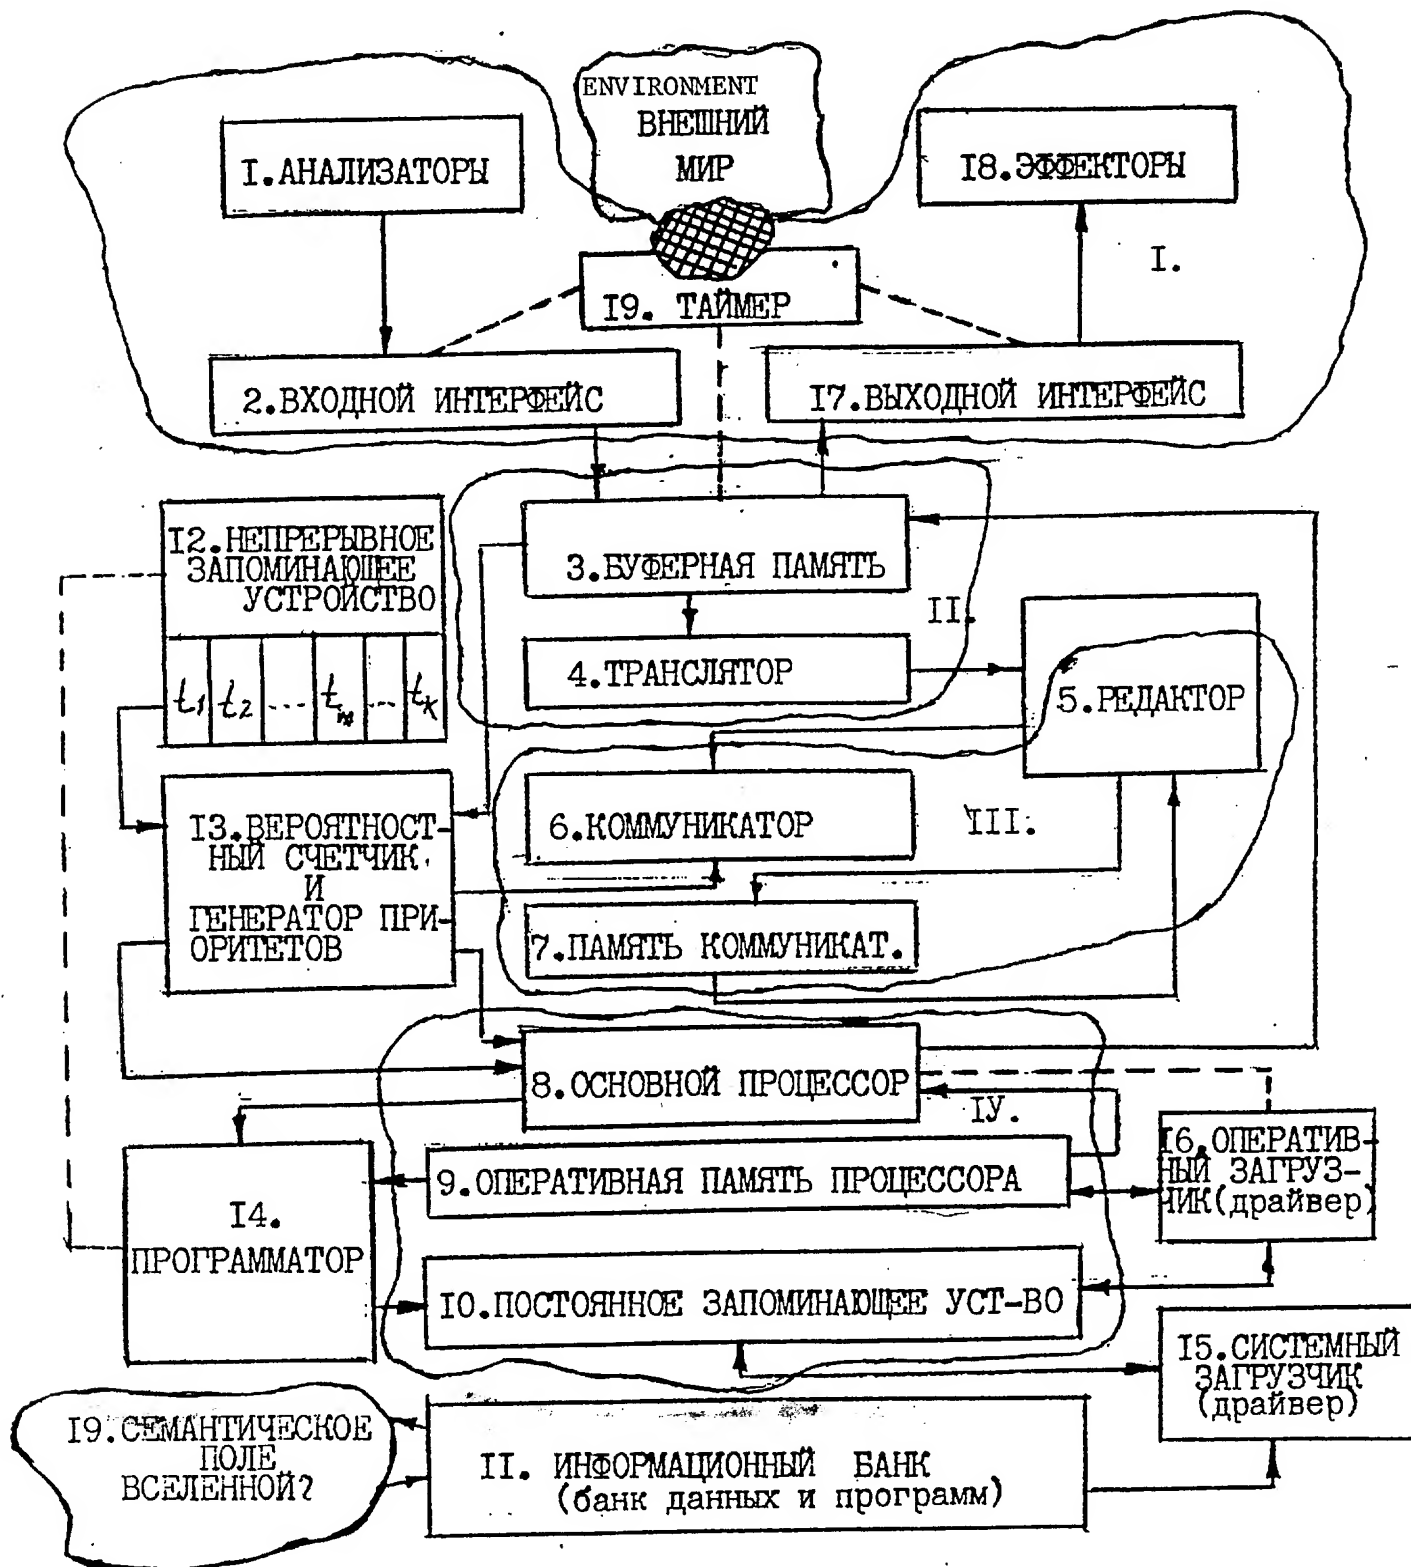 ENVIRONMENT
ВНЕШНИЙ
МИР
I.АНАЛИЗАТОРЫ
I8.ЭФФЕКТОРЫ
I.
I9. ТАЙМЕР
2.ВХОДНОЙ ИНТЕРФЕЙС
I7.ВЫХОДНОЙ ИНТЕРФЕЙС
I2.НЕПРЕРЫВНОЕ
ЗАПОМИНАЮЩЕЕ
УСТРОЙСТВО
t1 t2 ... tm ... tк
3.БУФЕРНАЯ ПАМЯТЬ
II.
4.ТРАНСЛЯТОР
5.РЕДАКТОР
I3.ВЕРОЯТНОСТ-
НЫЙ СЧЕТЧИК
И
ГЕНЕРАТОР ПРИ-
ОРИТЕТОВ
6.КОММУНИКАТОР
III.
7.ПАМЯТЬ КОММУНИКАТ.
8.ОСНОВНОЙ ПРОЦЕССОР
IУ.
9.ОПЕРАТИВНАЯ ПАМЯТЬ ПРОЦЕССОРА
I6.ОПЕРАТИВ-
НЫЙ ЗАГРУЗ-
ЧИК(драйвер)
I4.
ПРОГРАММАТОР
IО.ПОСТОЯННОЕ ЗАПОМИНАЮЩЕЕ УСТ-ВО
I5.СИСТЕМНЫЙ
ЗАГРУЗЧИК
(драйвер)
I9.СЕМАНТИЧЕСКОЕ
ПОЛЕ
ВСЕЛЕННОЙ?
II. ИНФОРМАЦИОННЫЙ БАНК
(банк данных и программ)